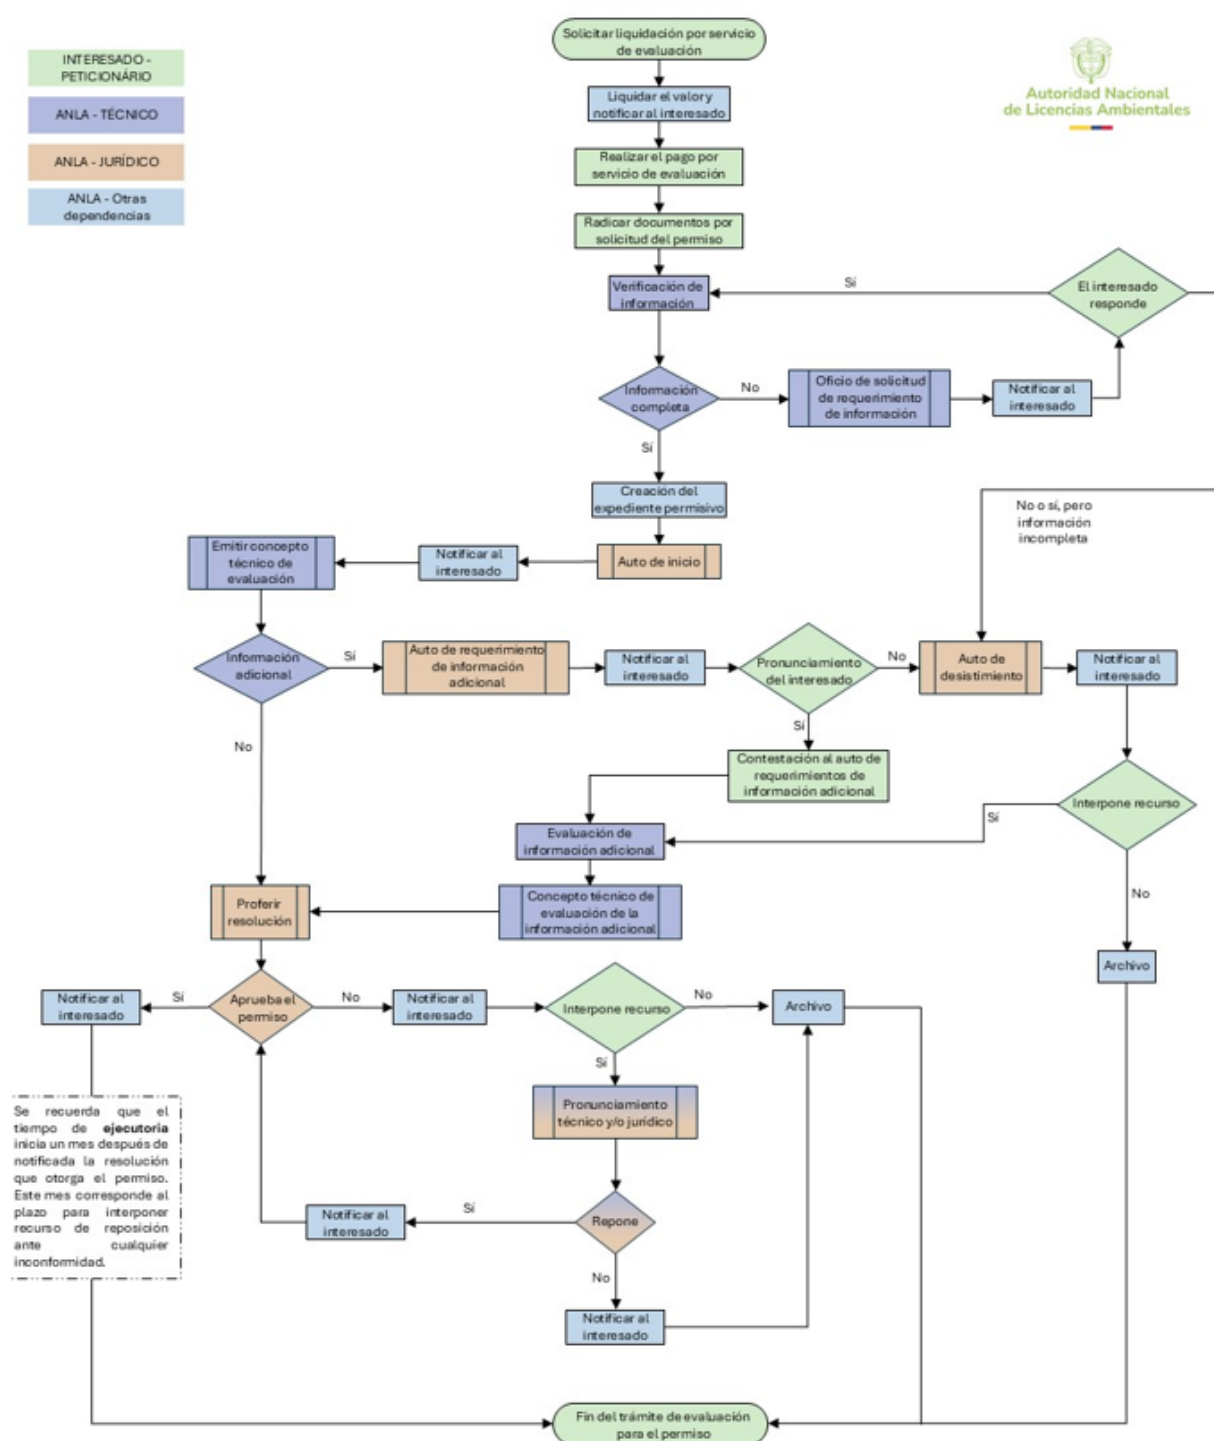 Solicitar liquidación por servicio
de evaluación
INTERESADO -
PETICIONÁRIO
ANLA - TÉCNICO
ANLA - JURÍDICO
ANLA - Otras
dependencias
Autoridad Nacional
de Licencias Ambientales
Liquidar el valor y
notificar al interesado
Realizar el pago por
servicio de evaluación
Radicar documentos por
solicitud del permiso
Verificación de
información
Sí
El interesado
responde
Información
completa
No
Oficio de solicitud
de requerimiento
de información
Notificar al
interesado
Sí
Creación del
expediente permisivo
No o sí, pero
información
incompleta
Emitir concepto
técnico de
evaluación
Notificar al
interesado
Auto de inicio
Información
adicional
Sí
Auto de requerimiento
de información
adicional
Notificar al
interesado
Pronunciamiento
del interesado
No
Auto de
desistimiento
Notificar al
interesado
Sí
No
Contestación al auto de
requerimientos de
información adicional
Interpone recurso
Sí
Evaluación de
información adicional
No
Proferir
resolución
Concepto técnico de
evaluación de la
información adicional
Archivo
Notificar al
interesado
Sí
Aprueba el
permiso
No
Notificar al
interesado
Interpone recurso
No
Archivo
Sí
Pronunciamiento
técnico y/o jurídico
Se recuerda que el
tiempo de ejecutoria
inicia un mes después de
notificada la resolución
que otorga el permiso.
Este mes corresponde al
plazo para interponer
recurso de reposición
ante cualquier
inconformidad.
Notificar al
interesado
Sí
Repone
No
Notificar al
interesado
Fin del trámite de evaluación
para el permiso